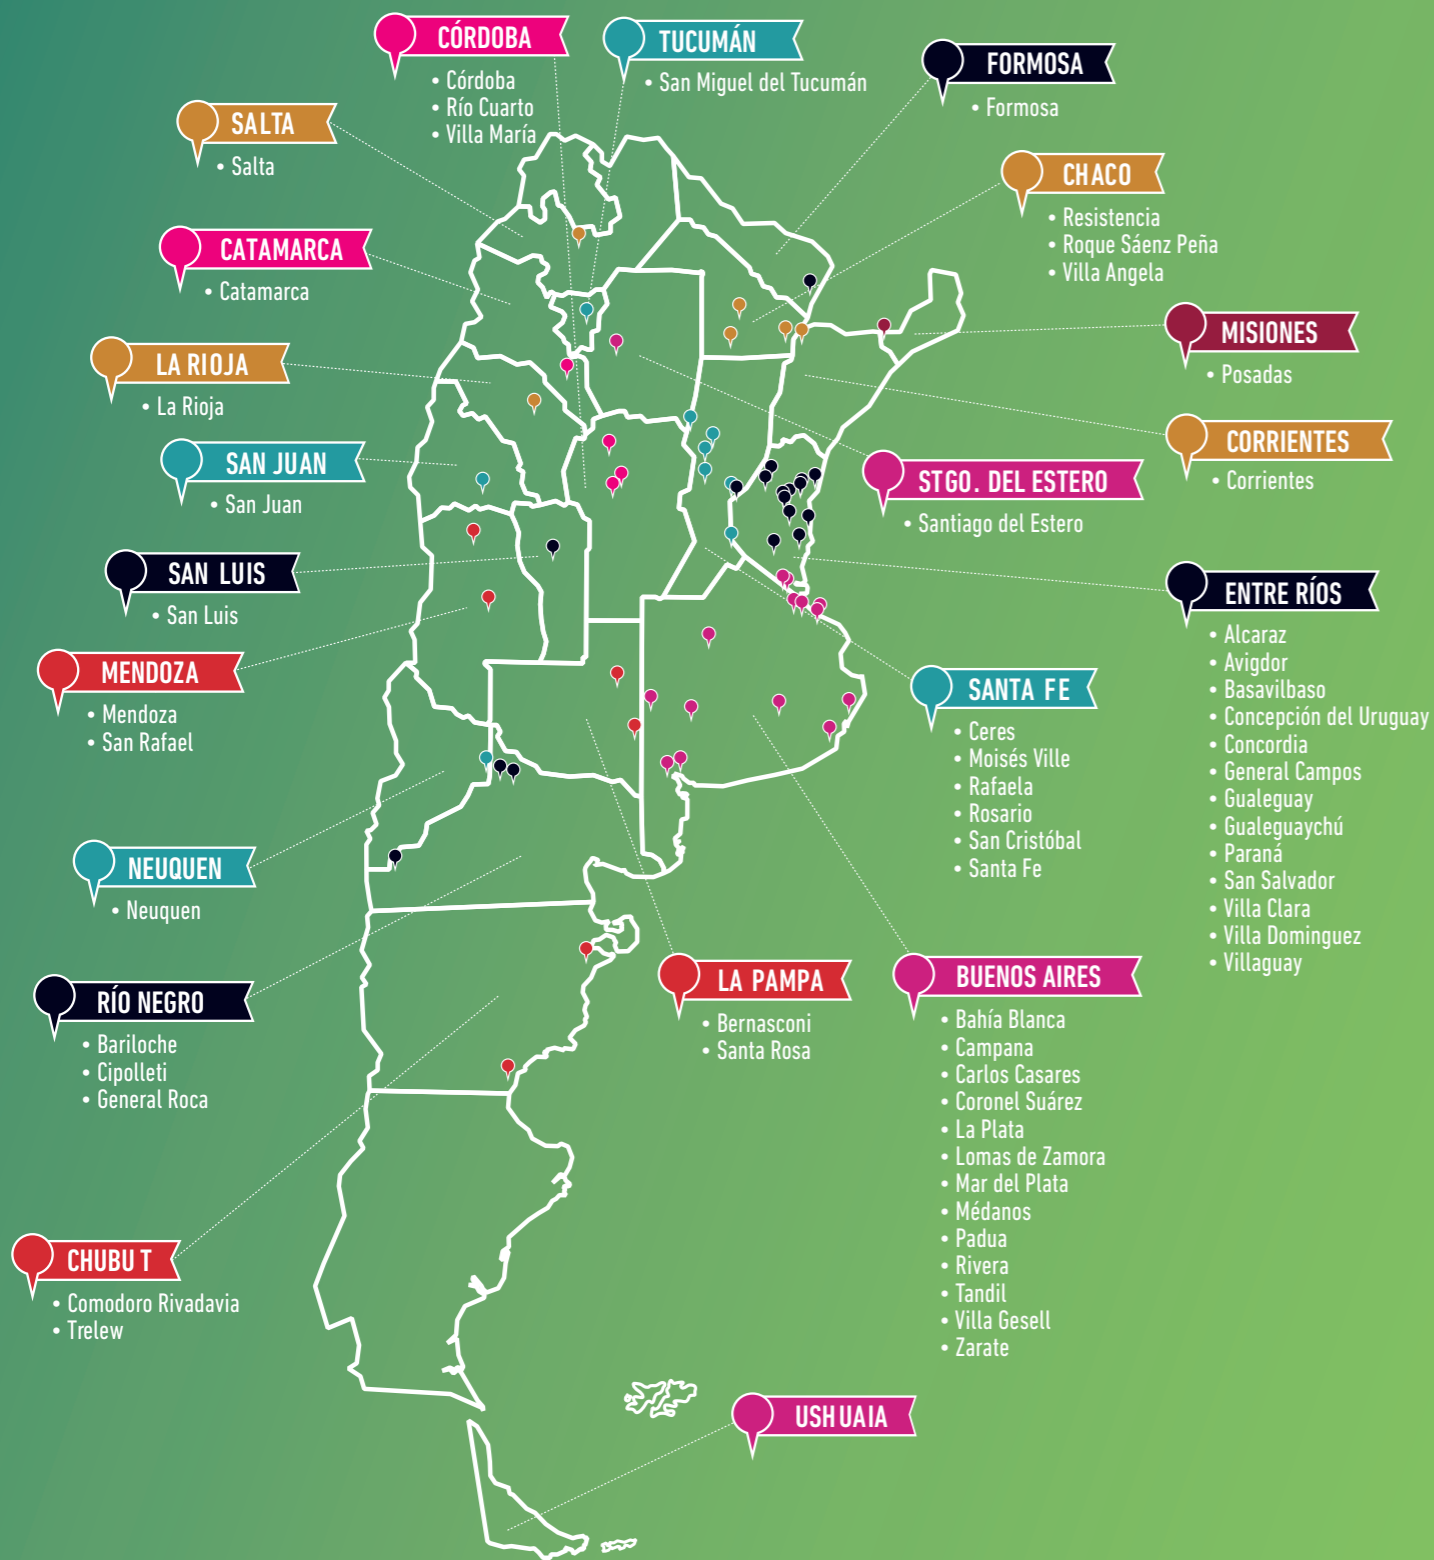 CÓRDOBA
• Córdoba
• Río Cuarto
• Villa María
TUCUMÁN
• San Miguel del Tucumán
FORMOSA
• Formosa
SALTA
• Salta
CHACO
• Resistencia
• Roque Sáenz Peña
• Villa Angela
CATAMARCA
• Catamarca
MISIONES
• Posadas
LA RIOJA
• La Rioja
CORRIENTES
• Corrientes
SAN JUAN
• San Juan
STGO. DEL ESTERO
• Santiago del Estero
SAN LUIS
• San Luis
ENTRE RÍOS
• Alcaraz
• Avigdor
• Basavilbaso
• Concepción del Uruguay
• Concordia
• General Campos
• Gualeguay
• Gualeguaychú
• Paraná
• San Salvador
• Villa Clara
• Villa Dominguez
• Villaguay
MENDOZA
• Mendoza
• San Rafael
SANTA FE
• Ceres
• Moisés Ville
• Rafaela
• Rosario
• San Cristóbal
• Santa Fe
NEUQUEN
• Neuquen
RÍO NEGRO
• Bariloche
• Cipolleti
• General Roca
LA PAMPA
• Bernasconi
• Santa Rosa
BUENOS AIRES
• Bahía Blanca
• Campana
• Carlos Casares
• Coronel Suárez
• La Plata
• Lomas de Zamora
• Mar del Plata
• Médanos
• Padua
• Rivera
• Tandil
• Villa Gesell
• Zarate
CHUBUT
• Comodoro Rivadavia
• Trelew
USHUAIA